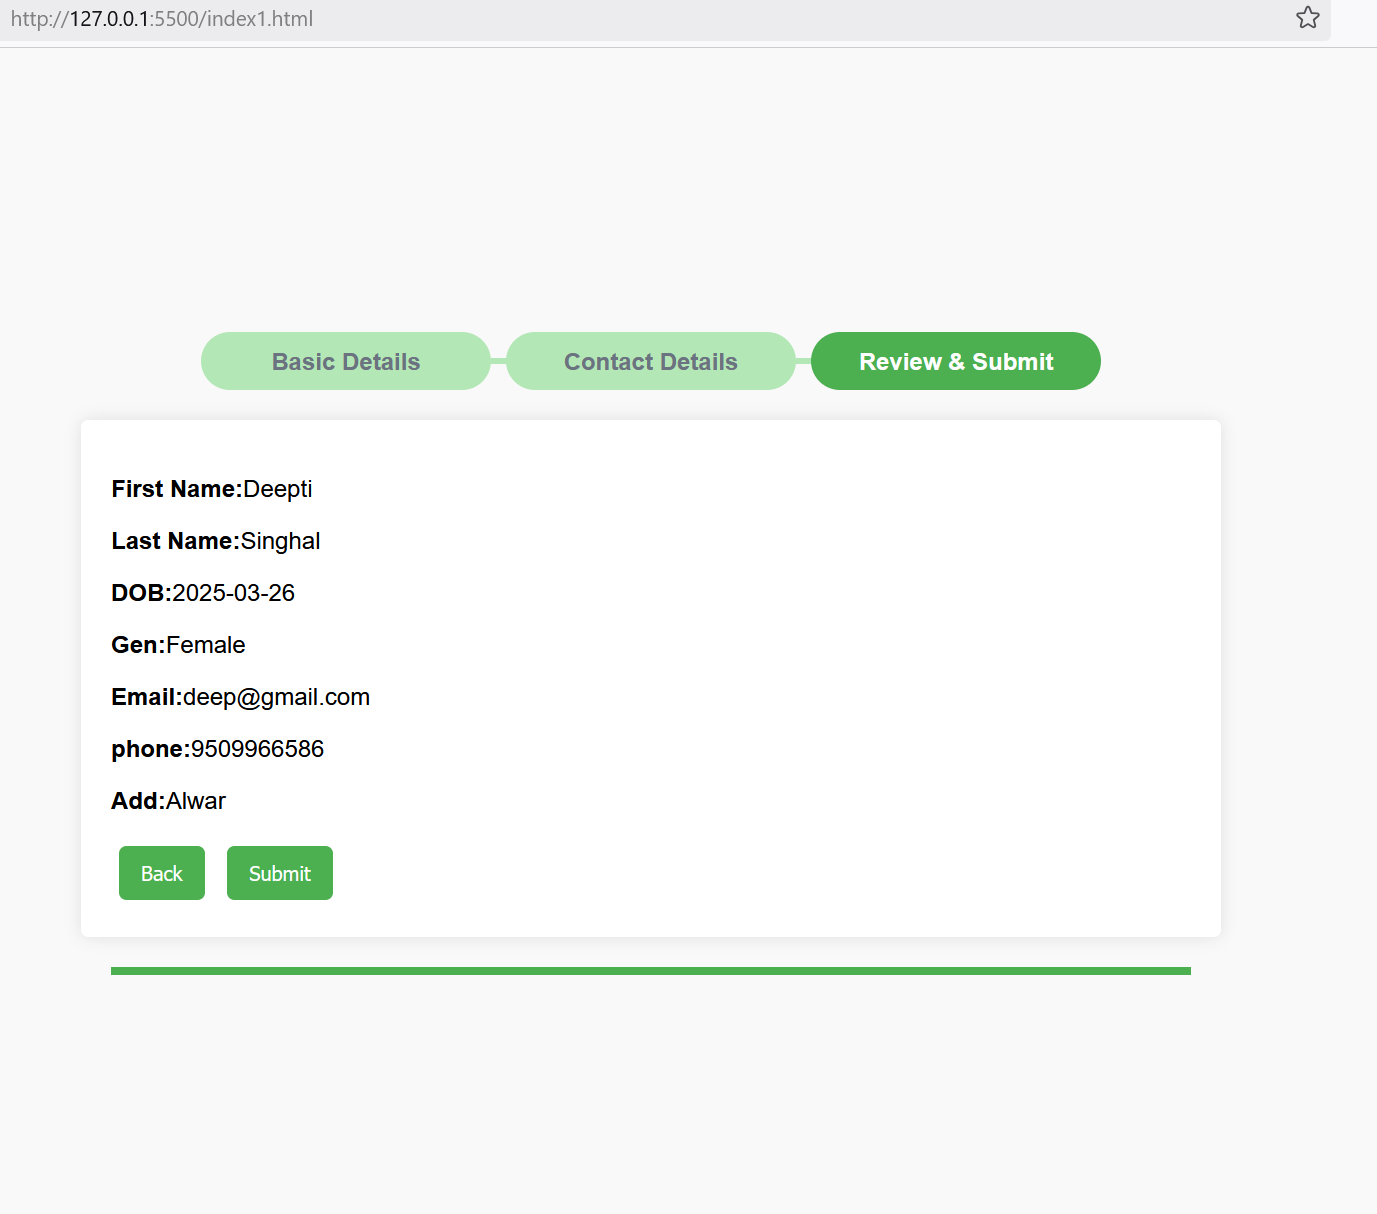 http://127.0.0.1:5500/index1.html
Basic Details Contact Details Review & Submit
First Name:Deepti
Last Name:Singhal
DOB:2025-03-26
Gen:Female
Email:deep@gmail.com
phone:9509966586
Add:Alwar
Back Submit